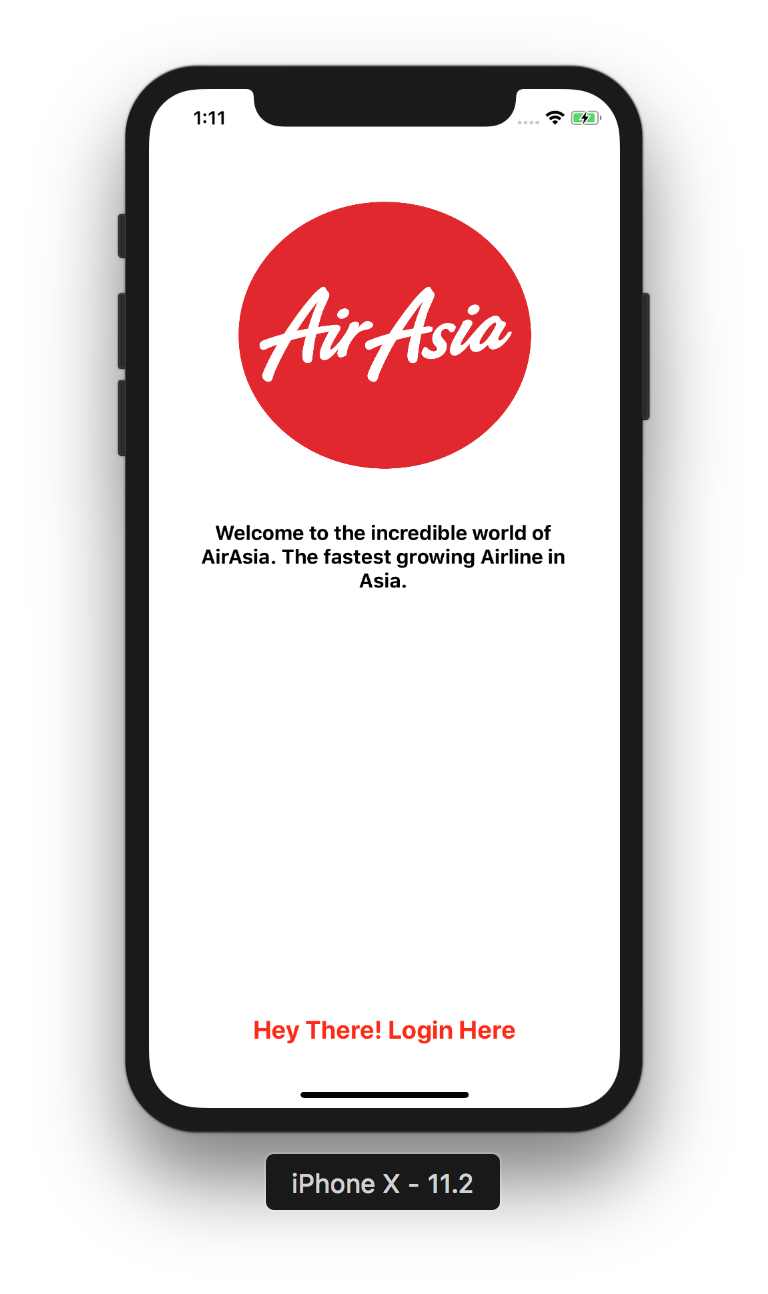 1:11
AirAsia
Welcome to the incredible world of
AirAsia. The fastest growing Airline in
Asia.
Hey There! Login Here
iPhone X - 11.2